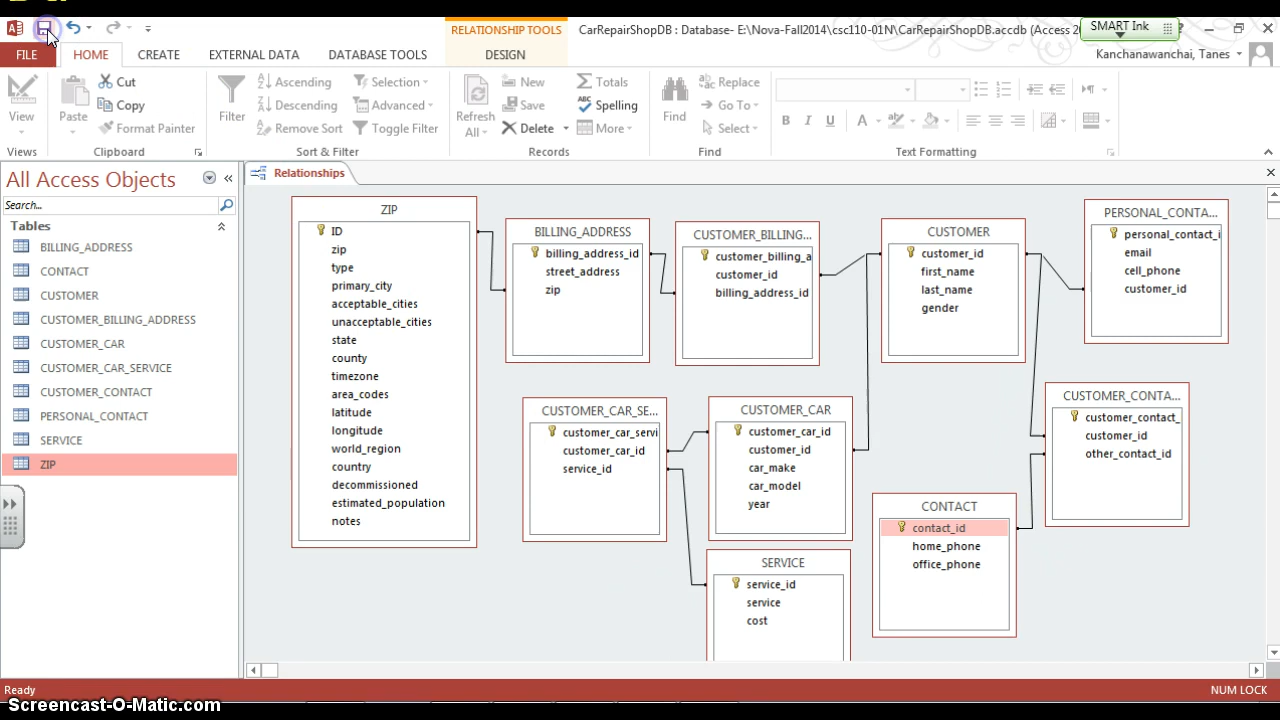 RELATIONSHIP TOOLS
CarRepairShopDB : Database- E:\Nova-Fall2014\csc110-01N\CarRepairShopDB.accdb (Access 2
SMART Ink
FILE
HOME
CREATE
EXTERNAL DATA
DATABASE TOOLS
DESIGN
Kanchanawanchai, Tanes
View
Views
Paste
Cut
Copy
Format Painter
Clipboard
Filter
Ascending
Descending
Remove Sort
Selection
Advanced
Toggle Filter
Sort & Filter
Refresh
All
New
Save
Delete
Totals
Spelling
More
Records
Find
Replace
Go To
Select
Find
B I U
A
Text Formatting
All Access Objects
Search...
Tables
BILLING_ADDRESS
CONTACT
CUSTOMER
CUSTOMER_BILLING_ADDRESS
CUSTOMER_CAR
CUSTOMER_CAR_SERVICE
CUSTOMER_CONTACT
PERSONAL_CONTACT
SERVICE
ZIP
Relationships
ZIP
ID
zip
type
primary_city
acceptable_cities
unacceptable_cities
state
county
timezone
area_codes
latitude
longitude
world_region
country
decommissioned
estimated_population
notes
BILLING_ADDRESS
billing_address_id
street_address
zip
CUSTOMER_BILLING...
customer_billing_a
customer_id
billing_address_id
CUSTOMER
customer_id
first_name
last_name
gender
PERSONAL_CONTA...
personal_contact_i
email
cell_phone
customer_id
CUSTOMER_CAR_SE...
customer_car_servi
customer_car_id
service_id
CUSTOMER_CAR
customer_car_id
customer_id
car_make
car_model
year
CUSTOMER_CONTA...
customer_contact_
customer_id
other_contact_id
SERVICE
service_id
service
cost
CONTACT
contact_id
home_phone
office_phone
Ready
NUM LOCK
Screencast-O-Matic.com